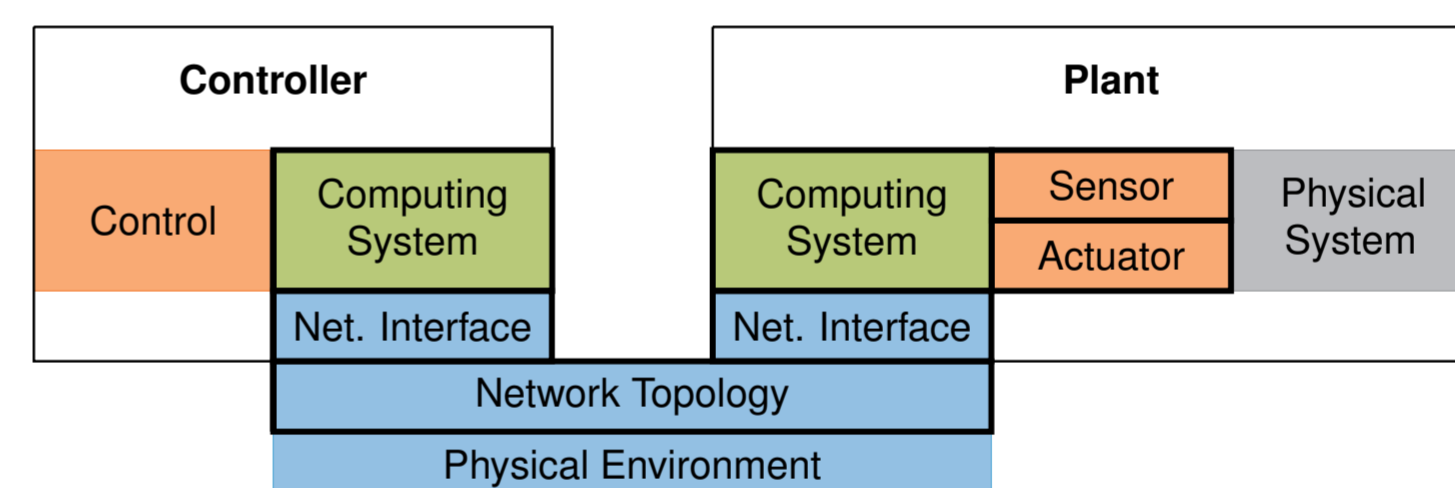 Controller
Plant
Control
Computing
System
Computing
System
Sensor
Actuator
Physical
System
Net. Interface
Net. Interface
Network Topology
Physical Environment